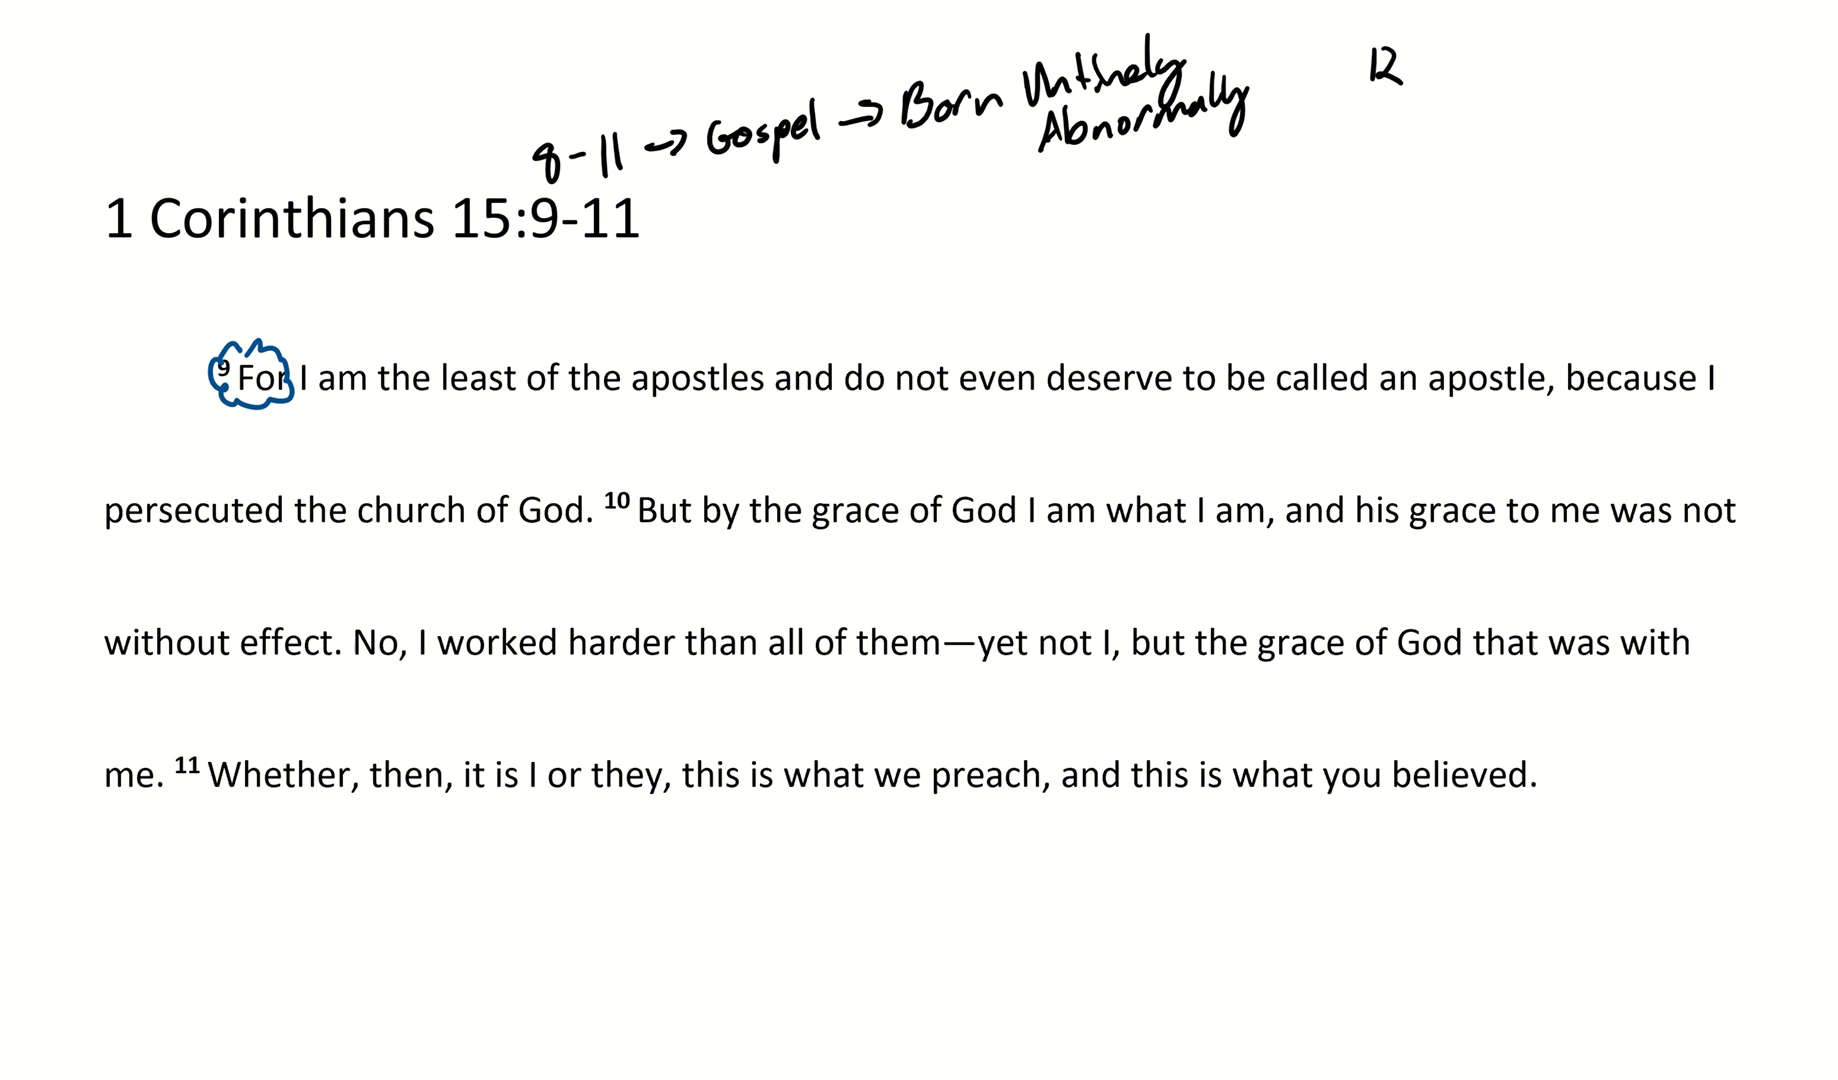 Born Untimely 12
8-11 → Gospel → Abnormally
1 Corinthians 15:9-11
9 For I am the least of the apostles and do not even deserve to be called an apostle, because I
persecuted the church of God. 10 But by the grace of God I am what I am, and his grace to me was not
without effect. No, I worked harder than all of them—yet not I, but the grace of God that was with
me. 11 Whether, then, it is I or they, this is what we preach, and this is what you believed.